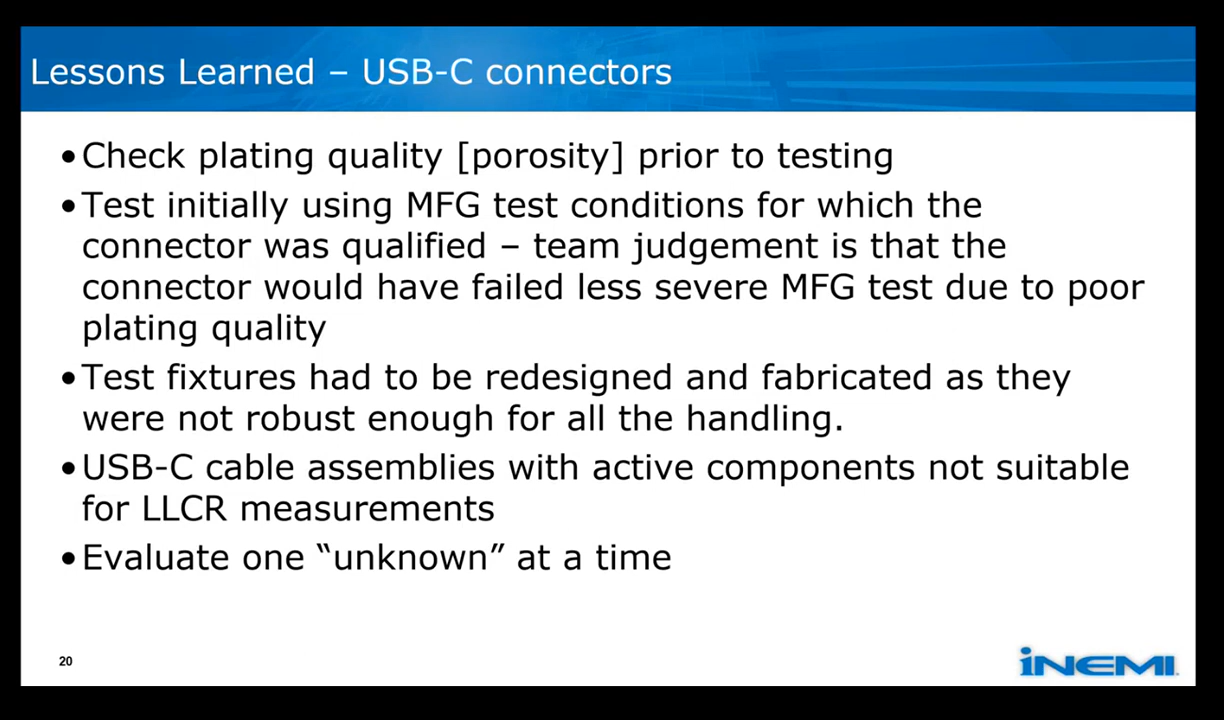 Lessons Learned – USB-C connectors
•Check plating quality [porosity] prior to testing
•Test initially using MFG test conditions for which the
connector was qualified – team judgement is that the
connector would have failed less severe MFG test due to poor
plating quality
•Test fixtures had to be redesigned and fabricated as they
were not robust enough for all the handling.
•USB-C cable assemblies with active components not suitable
for LLCR measurements
•Evaluate one “unknown” at a time
20
iNEMI